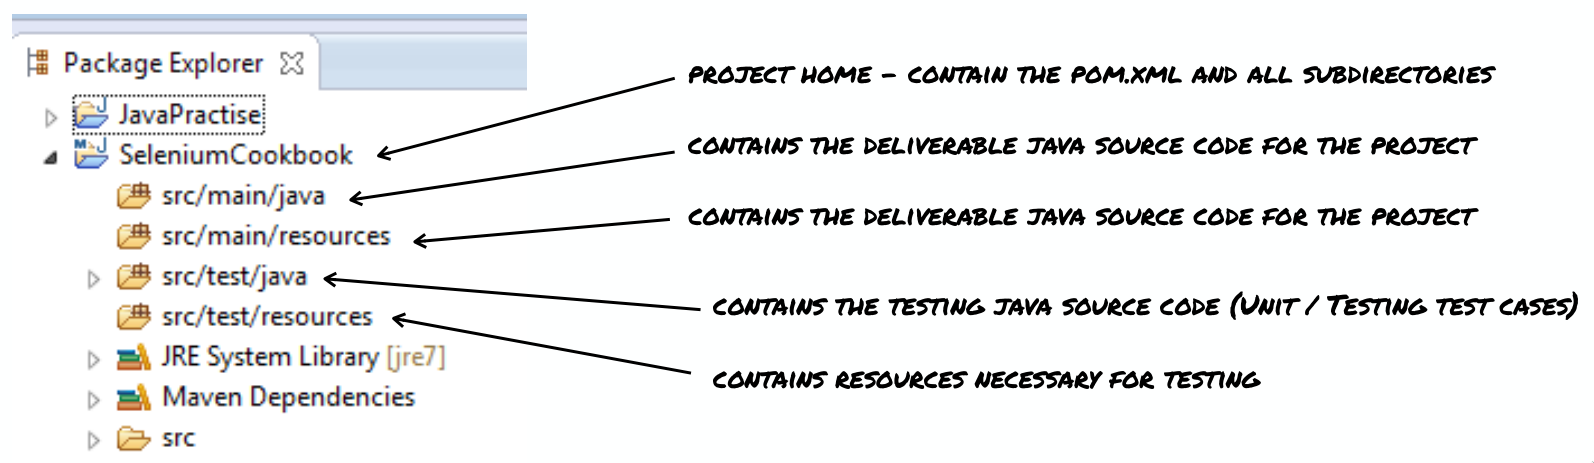 Package Explorer
JavaPractise
PROJECT HOME - CONTAIN THE POM.XML AND ALL SUBDIRECTORIES
SeleniumCookbook
CONTAINS THE DELIVERABLE JAVA SOURCE CODE FOR THE PROJECT
src/main/java
CONTAINS THE DELIVERABLE JAVA SOURCE CODE FOR THE PROJECT
src/main/resources
src/test/java
CONTAINS THE TESTING JAVA SOURCE CODE (UNIT / TESTING TEST CASES)
src/test/resources
CONTAINS RESOURCES NECESSARY FOR TESTING
JRE System Library [jre7]
Maven Dependencies
src